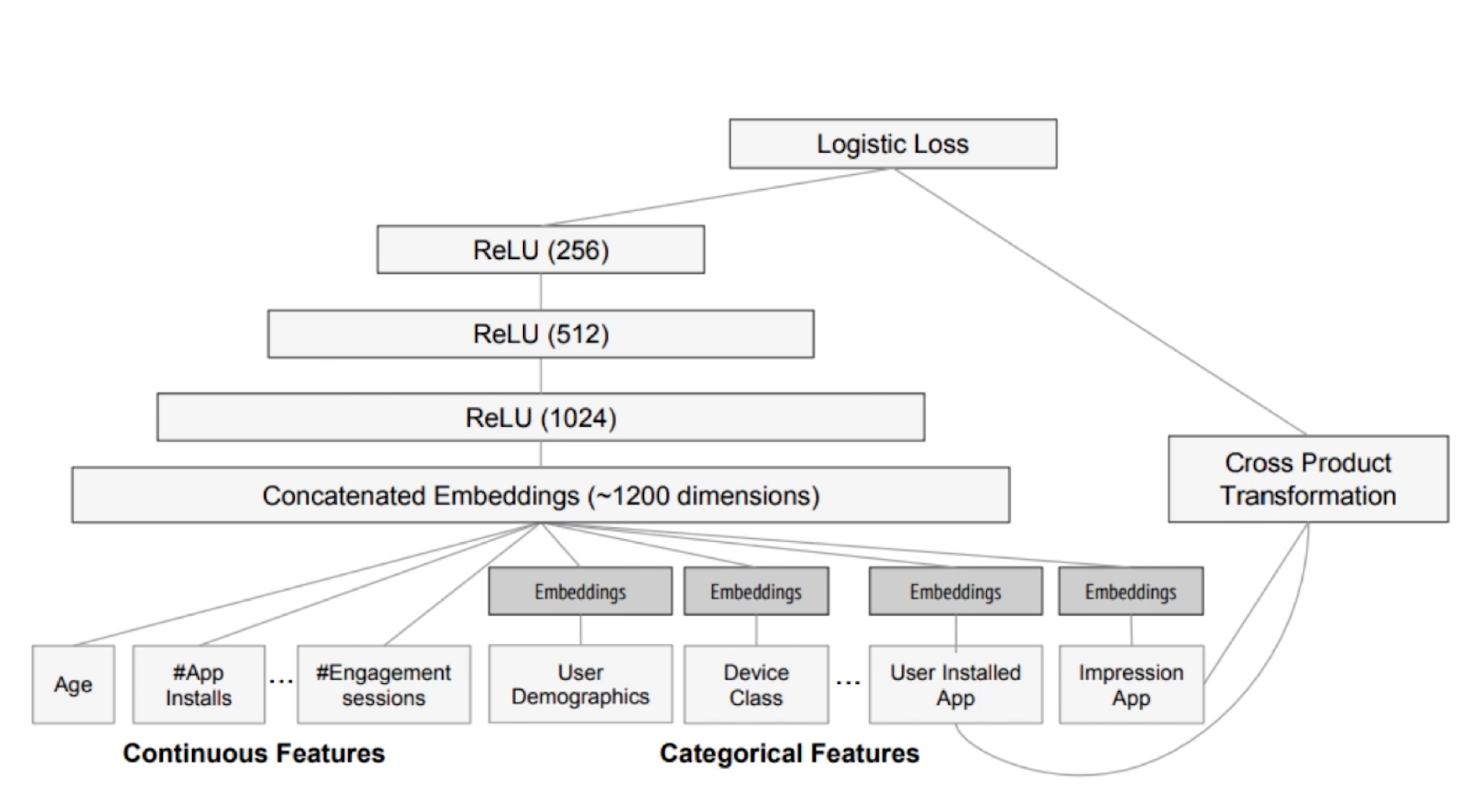 Logistic Loss
ReLU (256)
ReLU (512)
ReLU (1024)
Concatenated Embeddings (~1200 dimensions)
Cross Product
Transformation
Embeddings
Embeddings
Embeddings
Embeddings
Age
#App
Installs
...
#Engagement
sessions
User
Demographics
Device
Class
...
User Installed
App
Impression
App
Continuous Features
Categorical Features